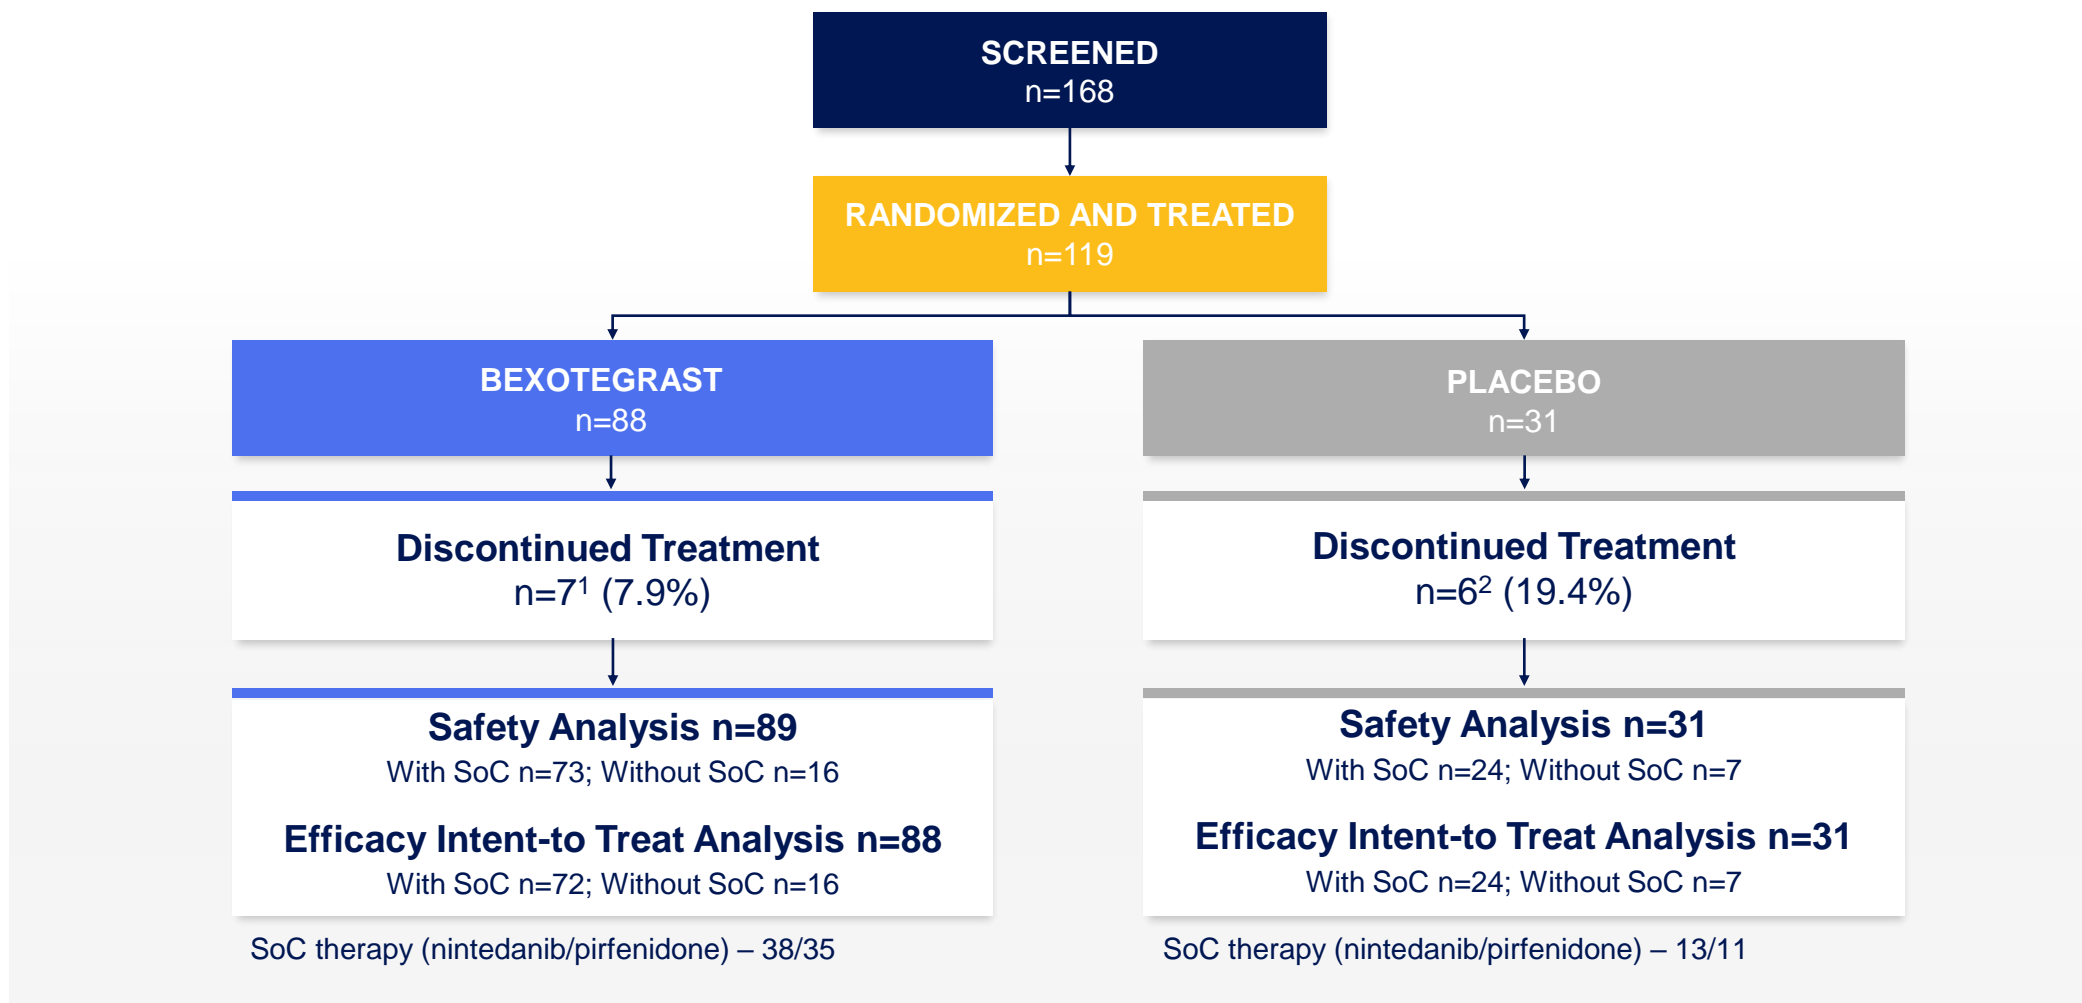 SCREENED
n=168
RANDOMIZED AND TREATED
n=119
BEXOTEGRAST
n=88
PLACEBO
n=31
Discontinued Treatment
n=7¹ (7.9%)
Discontinued Treatment
n=6² (19.4%)
Safety Analysis n=89
With SoC n=73; Without SoC n=16
Efficacy Intent-to Treat Analysis n=88
With SoC n=72; Without SoC n=16
Safety Analysis n=31
With SoC n=24; Without SoC n=7
Efficacy Intent-to Treat Analysis n=31
With SoC n=24; Without SoC n=7
SoC therapy (nintedanib/pirfenidone) – 38/35
SoC therapy (nintedanib/pirfenidone) – 13/11